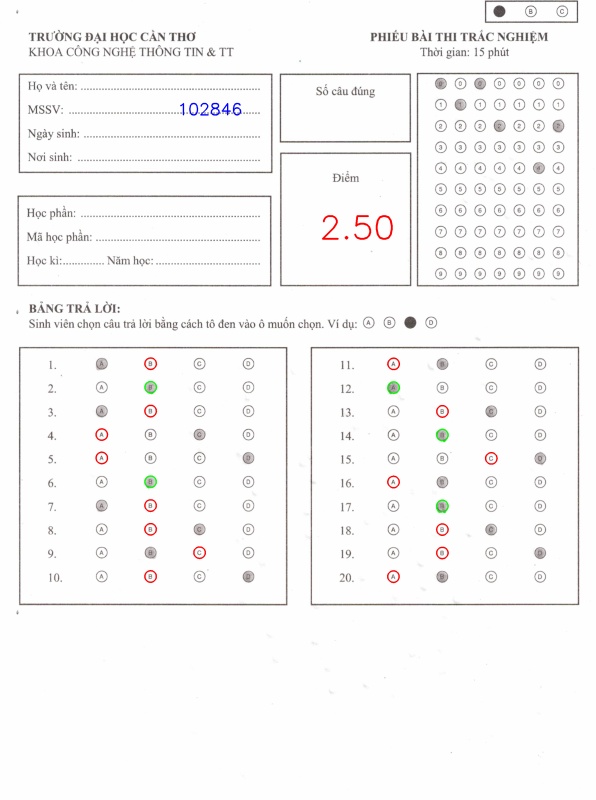 B C
TRƯỜNG ĐẠI HỌC CẦN THƠ
KHOA CÔNG NGHỆ THÔNG TIN & TT
PHIẾU BÀI THI TRẮC NGHIỆM
Thời gian: 15 phút
Họ và tên: ..........
MSSV: .......... 102846
Ngày sinh: ..........
Nơi sinh: ..........
Số câu đúng
Điểm
2.50
0 0 0 0 0 0 0
1 1 1 1 1 1 1
2 2 2 2 2 2 2
3 3 3 3 3 3 3
4 4 4 4 4 4 4
5 5 5 5 5 5 5
6 6 6 6 6 6 6
7 7 7 7 7 7 7
8 8 8 8 8 8 8
9 9 9 9 9 9 9
Học phần: ..........
Mã học phần: ..........
Học kì:.......... Năm học: ..........
BẢNG TRẢ LỜI:
Sinh viên chọn câu trả lời bằng cách tô đen vào ô muốn chọn. Ví dụ: A B D
1. A B C D
2. A B C D
3. A B C D
4. A B C D
5. A B C D
6. A B C D
7. A B C D
8. A B C D
9. A B C D
10. A B C D
11. A B C D
12. A B C D
13. A B C D
14. A B C D
15. A B C D
16. A B C D
17. A B C D
18. A B C D
19. A B C D
20. A B C D